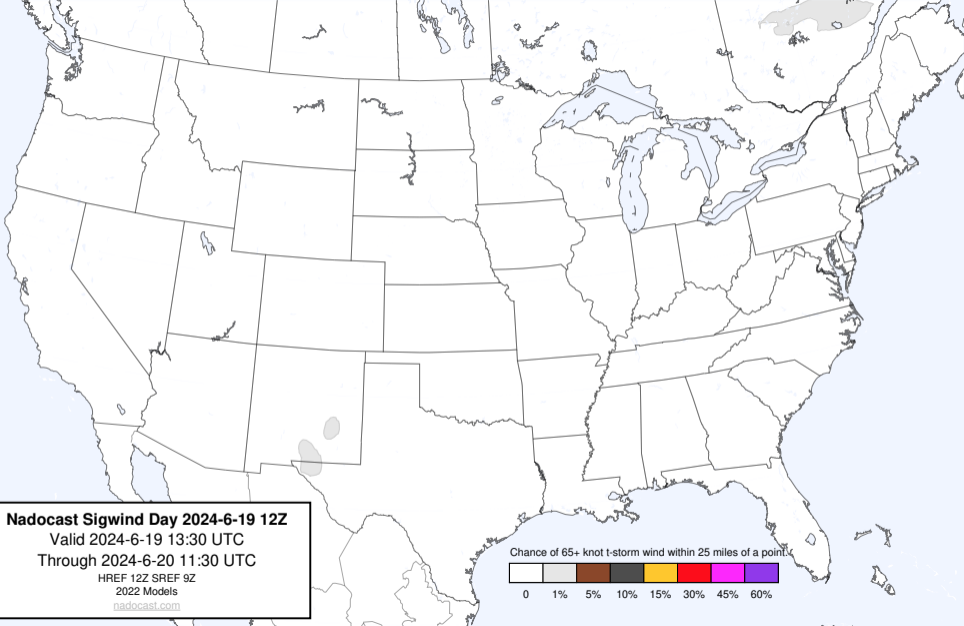 Nadocast Sigwind Day 2024-6-19 12Z
Valid 2024-6-19 13:30 UTC
Through 2024-6-20 11:30 UTC
HREF 12Z SREF 9Z
2022 Models
nadocast.com
Chance of 65+ knot t-storm wind within 25 miles of a point.
0 1% 5% 10% 15% 30% 45% 60%